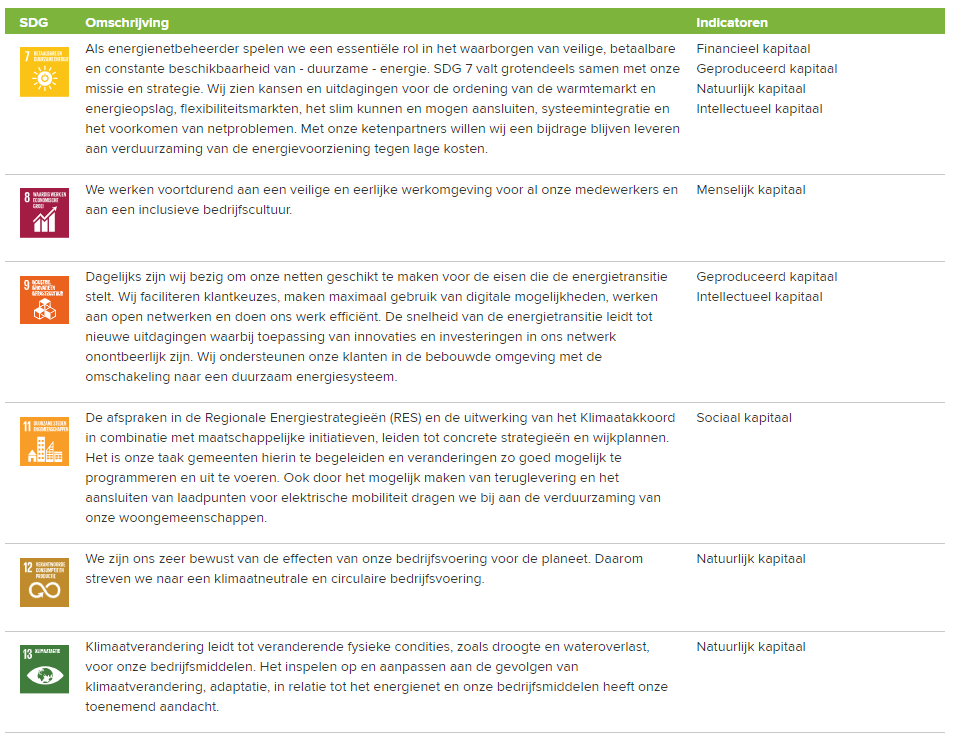 SDG Omschrijving Indicatoren
7 BETAALBARE EN DUURZAME ENERGIE
Als energienetbeheerder spelen we een essentiële rol in het waarborgen van veilige, betaalbare Financieel kapitaal
en constante beschikbaarheid van - duurzame - energie. SDG 7 valt grotendeels samen met onze Geproduceerd kapitaal
missie en strategie. Wij zien kansen en uitdagingen voor de ordening van de warmtemarkt en Natuurlijk kapitaal
energieopslag, flexibiliteitsmarkten, het slim kunnen en mogen aansluiten, systeemintegratie en Intellectueel kapitaal
het voorkomen van netproblemen. Met onze ketenpartners willen wij een bijdrage blijven leveren
aan verduurzaming van de energievoorziening tegen lage kosten.
8 WAARDIG WERK EN
ECONOMISCHE
GROEI
We werken voortdurend aan een veilige en eerlijke werkomgeving voor al onze medewerkers en Menselijk kapitaal
aan een inclusieve bedrijfscultuur.
9 INDUSTRIE,
INNOVATIE EN
INFRASTRUCTUUR
Dagelijks zijn wij bezig om onze netten geschikt te maken voor de eisen die de energietransitie Geproduceerd kapitaal
stelt. Wij faciliteren klantkeuzes, maken maximaal gebruik van digitale mogelijkheden, werken Intellectueel kapitaal
aan open netwerken en doen ons werk efficiënt. De snelheid van de energietransitie leidt tot
nieuwe uitdagingen waarbij toepassing van innovaties en investeringen in ons netwerk
onontbeerlijk zijn. Wij ondersteunen onze klanten in de bebouwde omgeving met de
omschakeling naar een duurzaam energiesysteem.
11 DUURZAME STEDEN
EN GEMEENSCHAPPEN
De afspraken in de Regionale Energiestrategieën (RES) en de uitwerking van het Klimaatakkoord Sociaal kapitaal
in combinatie met maatschappelijke initiatieven, leiden tot concrete strategieën en wijkplannen.
Het is onze taak gemeenten hierin te begeleiden en veranderingen zo goed mogelijk te
programmeren en uit te voeren. Ook door het mogelijk maken van teruglevering en het
aansluiten van laadpunten voor elektrische mobiliteit dragen we bij aan de verduurzaming van
onze woongemeenschappen.
12 VERANTWOORDE
CONSUMPTIE EN
PRODUCTIE
We zijn ons zeer bewust van de effecten van onze bedrijfsvoering voor de planeet. Daarom Natuurlijk kapitaal
streven we naar een klimaatneutrale en circulaire bedrijfsvoering.
13 KLIMAATACTIE
Klimaatverandering leidt tot veranderende fysieke condities, zoals droogte en wateroverlast, Natuurlijk kapitaal
voor onze bedrijfsmiddelen. Het inspelen op en aanpassen aan de gevolgen van
klimaatverandering, adaptatie, in relatie tot het energienet en onze bedrijfsmiddelen heeft onze
toenemend aandacht.